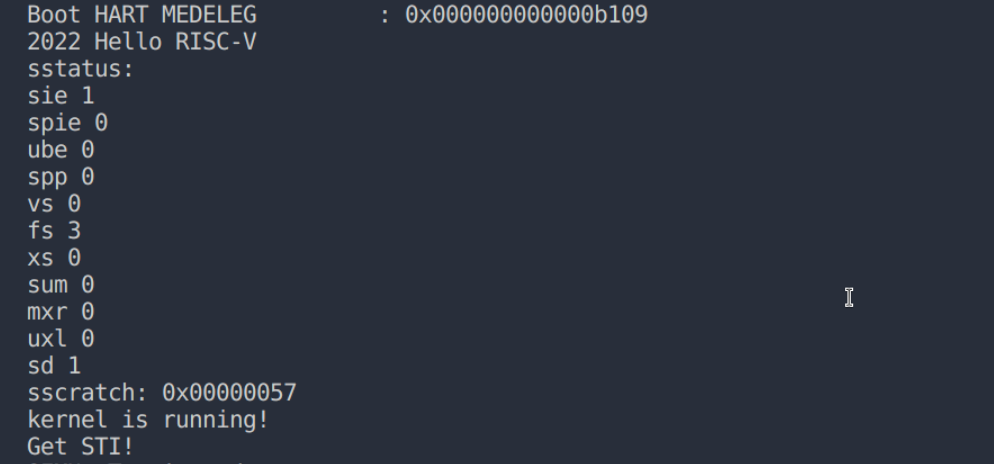 Boot HART MEDELEG : 0x000000000000b109
2022 Hello RISC-V
sstatus:
sie 1
spie 0
ube 0
spp 0
vs 0
fs 3
xs 0
sum 0
mxr 0
uxl 0
sd 1
sscratch: 0x00000057
kernel is running!
Get STI!